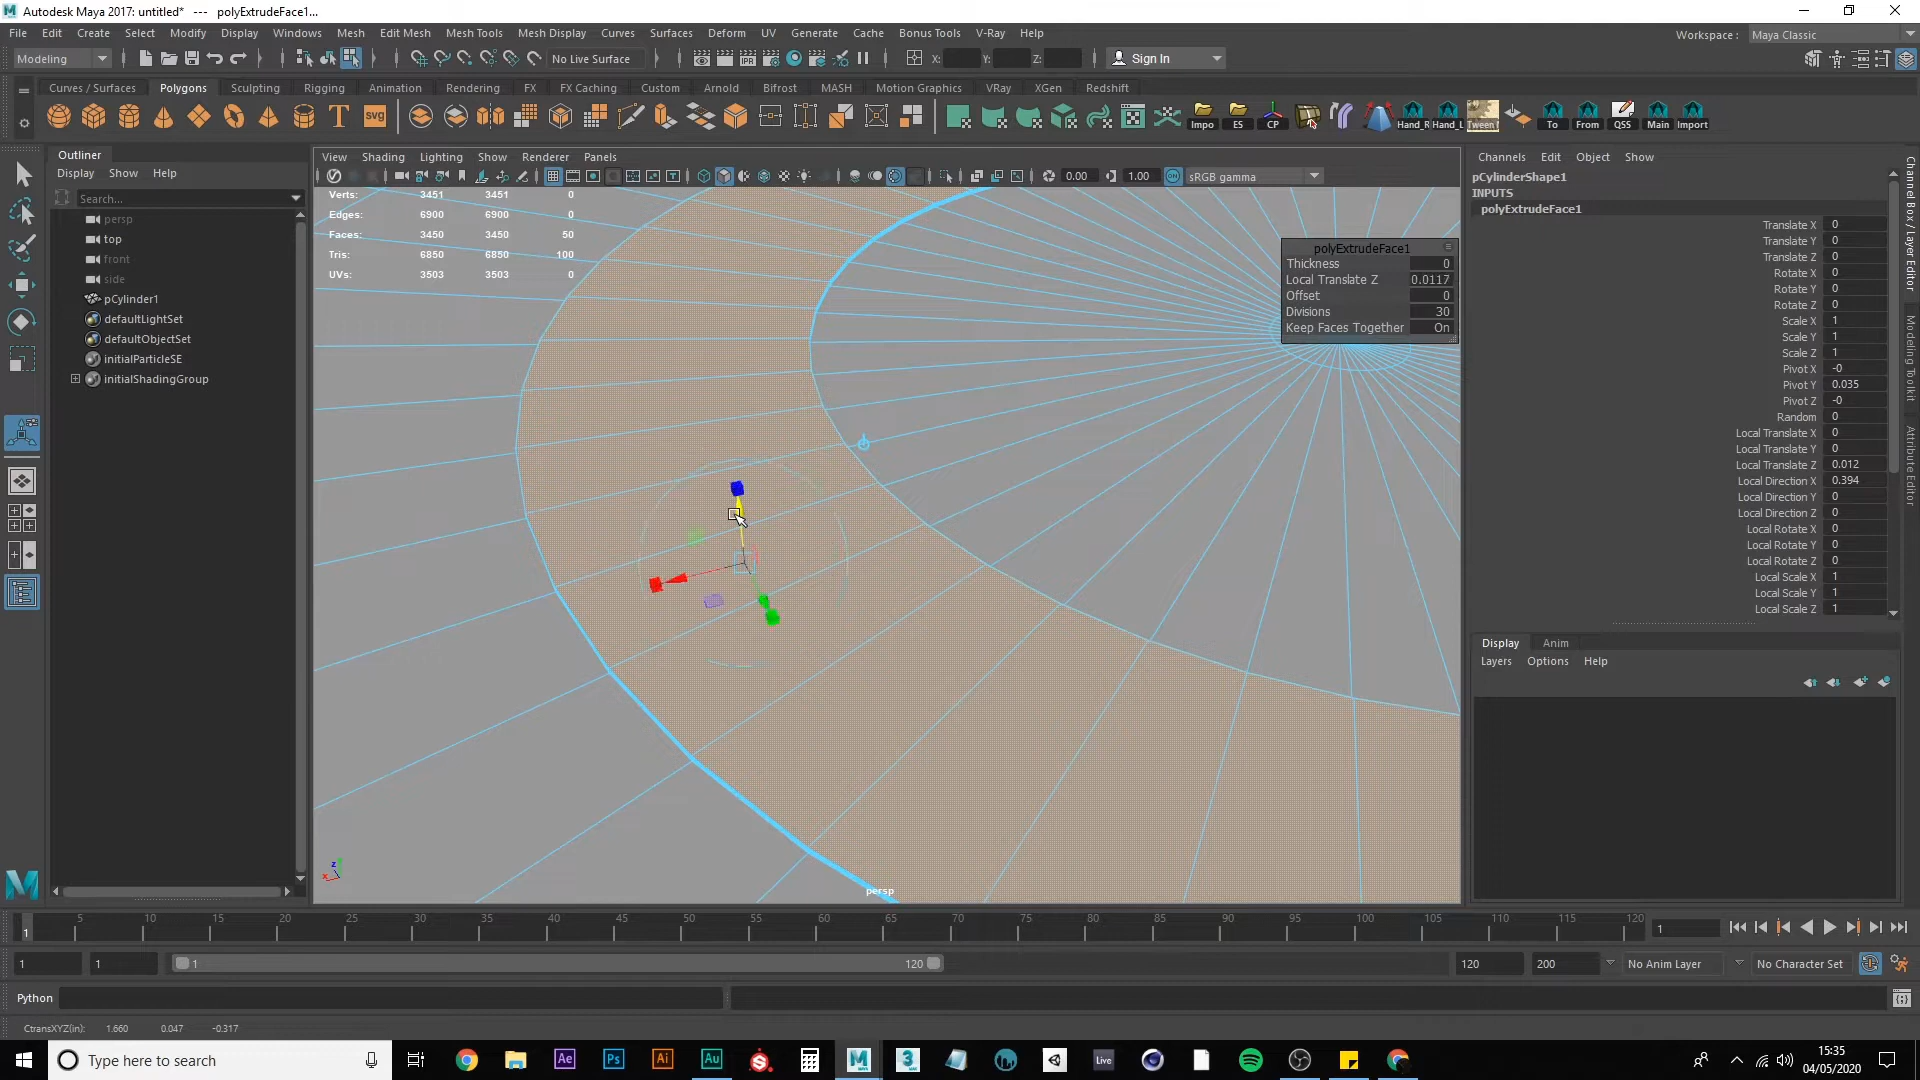 Autodesk Maya 2017: untitled* --- polyExtrudeFace1...
File Edit Create Select Modify Display Windows Mesh Edit Mesh Mesh Tools Mesh Display Curves Surfaces Deform UV Generate Cache Bonus Tools V-Ray Help
Workspace : Maya Classic
Modeling No Live Surface X: Y: Z: Sign In
Curves / Surfaces Polygons Sculpting Rigging Animation Rendering FX FX Caching Custom Arnold Bifrost MASH Motion Graphics VRay XGen Redshift
T svg Impo ES CP Hand_R Hand_L Tween To From QSS Main Import
Outliner
Display Show Help
Search...
persp
top
front
side
pCylinder1
defaultLightSet
defaultObjectSet
initialParticleSE
initialShadingGroup
View Shading Lighting Show Renderer Panels
0.00 1.00 ON sRGB gamma
Verts: 3451 3451 0
Edges: 6900 6900 0
Faces: 3450 3450 50
Tris: 6850 6850 100
UVs: 3503 3503 0
polyExtrudeFace1
Thickness 0
Local Translate Z 0.0117
Offset 0
Divisions 30
Keep Faces Together On
persp
z
x
Channels Edit Object Show
pCylinderShape1
INPUTS
polyExtrudeFace1
Translate X 0
Translate Y 0
Translate Z 0
Rotate X 0
Rotate Y 0
Rotate Z 0
Scale X 1
Scale Y 1
Scale Z 1
Pivot X -0
Pivot Y 0.035
Pivot Z -0
Random 0
Local Translate X 0
Local Translate Y 0
Local Translate Z 0.012
Local Direction X 0.394
Local Direction Y 0
Local Direction Z 0
Local Rotate X 0
Local Rotate Y 0
Local Rotate Z 0
Local Scale X 1
Local Scale Y 1
Local Scale Z 1
Channel Box / Layer Editor
Modeling Toolkit
Attribute Editor
Display Anim
Layers Options Help
5 10 15 20 25 30 35 40 45 50 55 60 65 70 75 80 85 90 95 100 105 110 115 120
1 1
1 1 1 120 120 200 No Anim Layer No Character Set
Python
CtransXYZ(in): 1.660 0.047 -0.317
Type here to search
Ae Ps Ai Au M 3 Live
15:35
04/05/2020